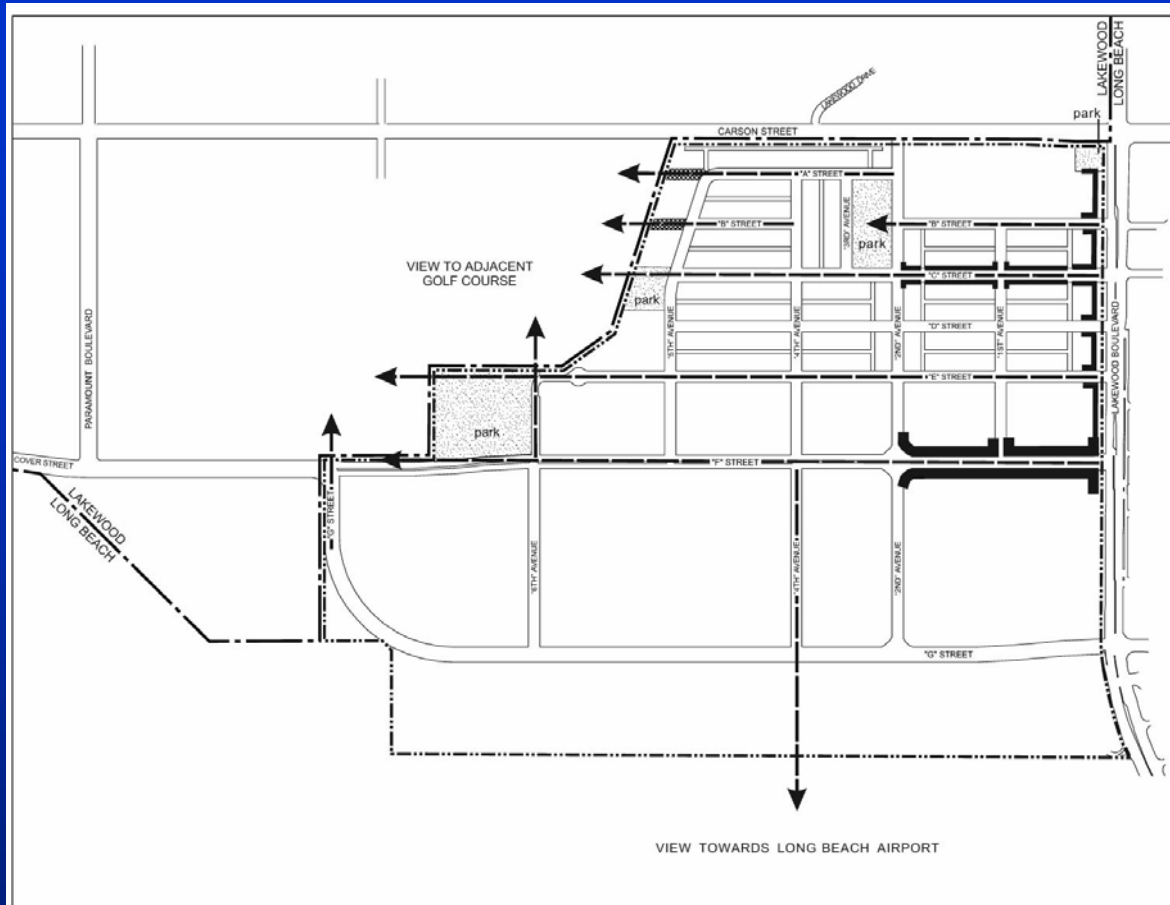 LAKEWOOD
LONG BEACH
LAKEWOOD DRIVE
park
CARSON STREET
"A" STREET
"B" STREET
"B" STREET
"3RD" AVENUE
park
VIEW TO ADJACENT
GOLF COURSE
"C" STREET
park
"5TH" AVENUE
"4TH" AVENUE
"2ND" AVENUE
"D" STREET
"1ST" AVENUE
LAKEWOOD BOULEVARD
PARAMOUNT BOULEVARD
"E" STREET
park
COVER STREET
"F" STREET
LAKEWOOD
LONG BEACH
"G" STREET
"6TH" AVENUE
"4TH" AVENUE
"2ND" AVENUE
"G" STREET
VIEW TOWARDS LONG BEACH AIRPORT